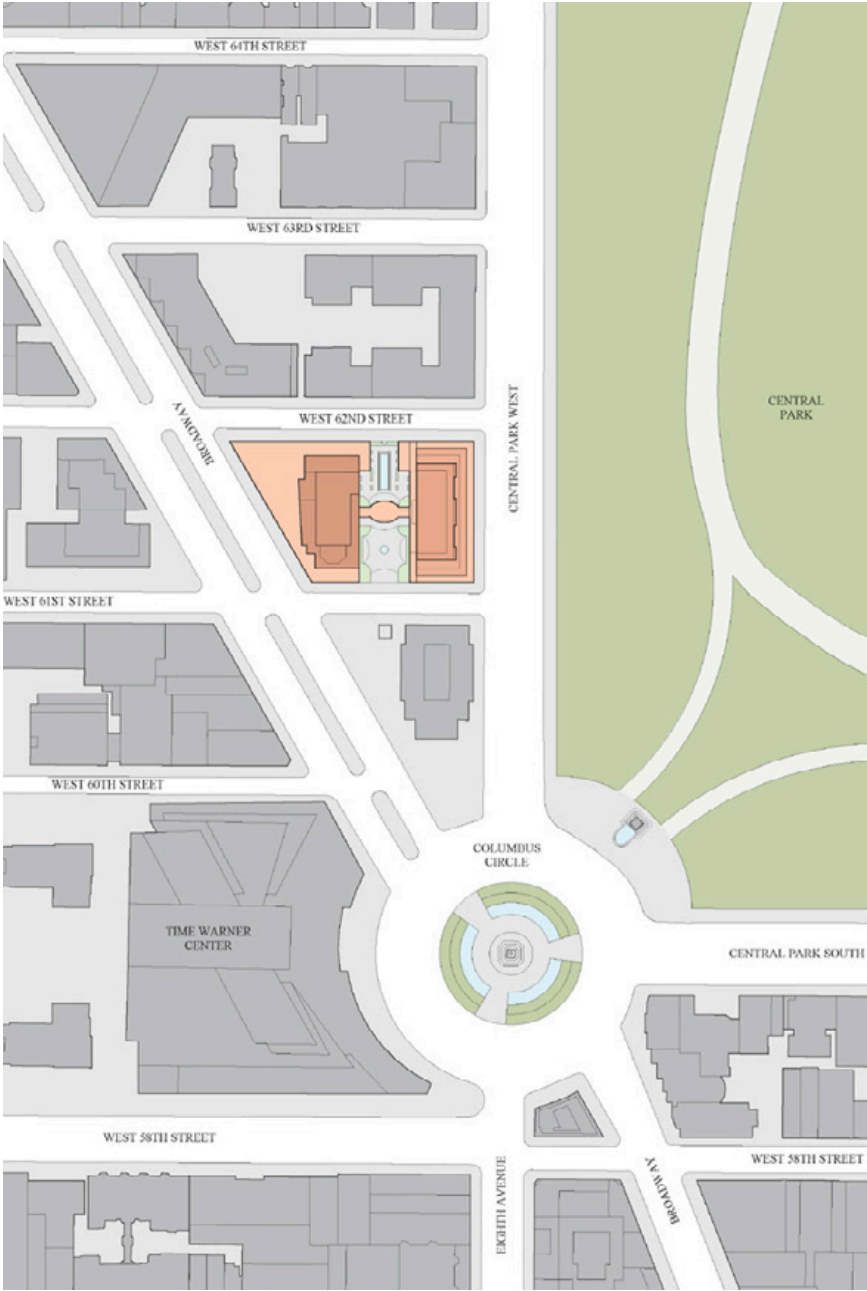 WEST 64TH STREET
WEST 63RD STREET
CENTRAL PARK WEST
CENTRAL
PARK
BROADWAY
WEST 62ND STREET
WEST 61ST STREET
WEST 60TH STREET
COLUMBUS
CIRCLE
TIME WARNER
CENTER
CENTRAL PARK SOUTH
WEST 58TH STREET
EIGHTH AVENUE
BROADWAY
WEST 58TH STREET